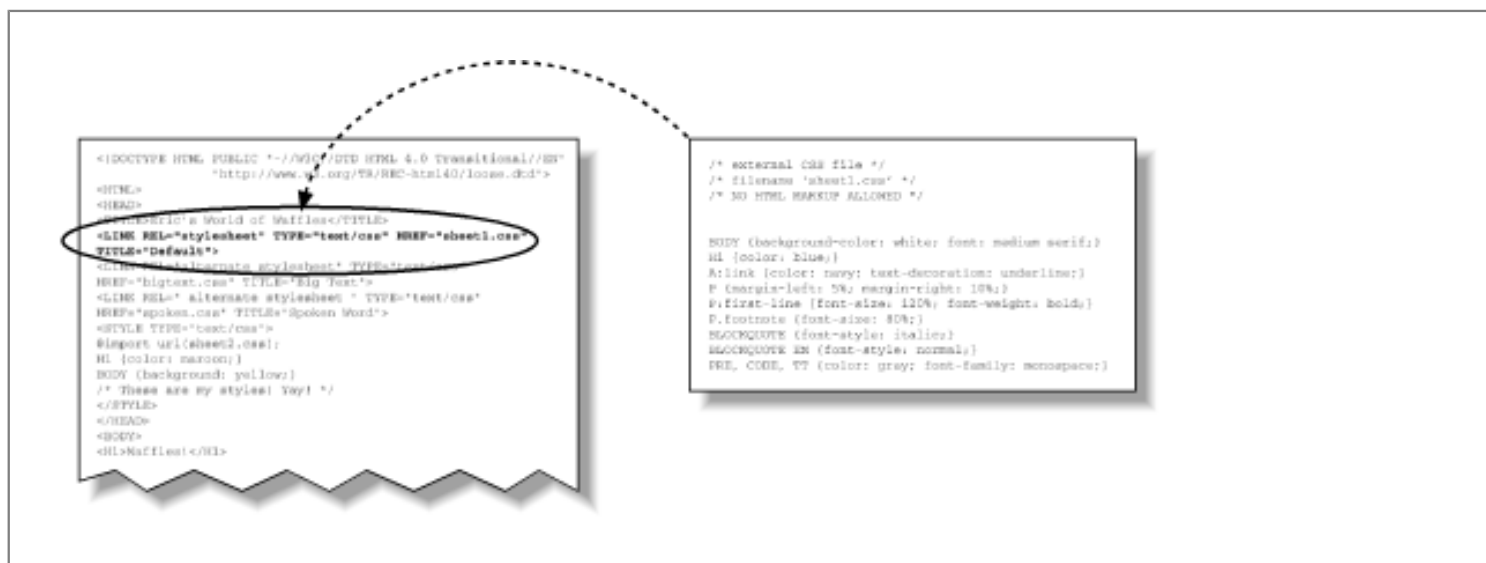 <!DOCTYPE HTML PUBLIC "-//W3C//DTD HTML 4.0 Transitional//EN"
"http://www.w3.org/TR/REC-html40/loose.dtd">
<HTML>
<HEAD>
<TITLE>Eric's World of Waffles</TITLE>
<LINK REL="stylesheet" TYPE="text/css" HREF="sheet1.css"
TITLE="Default">
<LINK REL="alternate stylesheet" TYPE="text/css"
HREF="bigtext.css" TITLE="Big Text">
<LINK REL=" alternate stylesheet " TYPE="text/css"
HREF="spoken.css" TITLE="Spoken Word">
<STYLE TYPE="text/css">
@import url(sheet2.css);
H1 {color: maroon;}
BODY {background: yellow;}
/* These are my styles! Yay! */
</STYLE>
</HEAD>
<BODY>
<H1>Waffles!</H1>
/* external CSS file */
/* filename 'sheet1.css' */
/* NO HTML MARKUP ALLOWED */
BODY {background-color: white; font: medium serif;}
H1 {color: blue;}
A:link {color: navy; text-decoration: underline;}
P {margin-left: 5%; margin-right: 10%;}
P:first-line {font-size: 120%; font-weight: bold;}
P.footnote {font-size: 80%;}
BLOCKQUOTE {font-style: italic;}
BLOCKQUOTE EM {font-style: normal;}
PRE, CODE, TT {color: gray; font-family: monospace;}